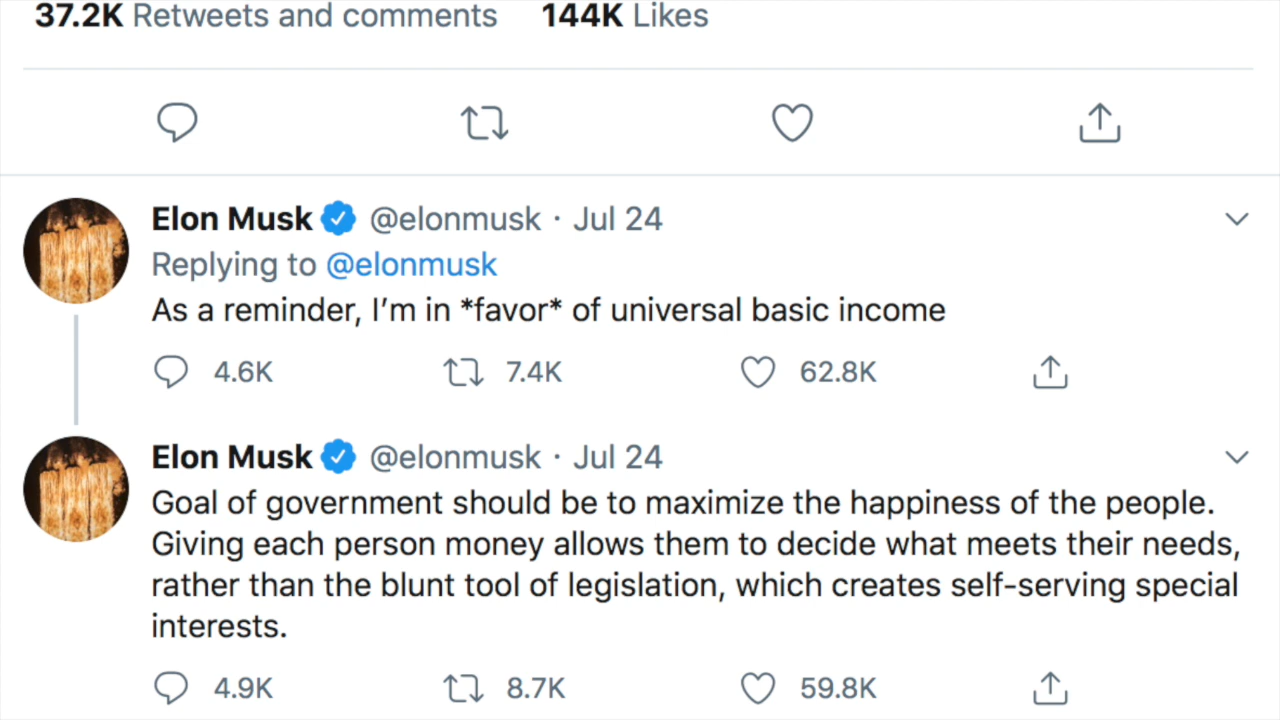 37.2K Retweets and comments 144K Likes
Elon Musk @elonmusk · Jul 24
Replying to @elonmusk
As a reminder, I’m in *favor* of universal basic income
4.6K 7.4K 62.8K
Elon Musk @elonmusk · Jul 24
Goal of government should be to maximize the happiness of the people.
Giving each person money allows them to decide what meets their needs,
rather than the blunt tool of legislation, which creates self-serving special
interests.
4.9K 8.7K 59.8K